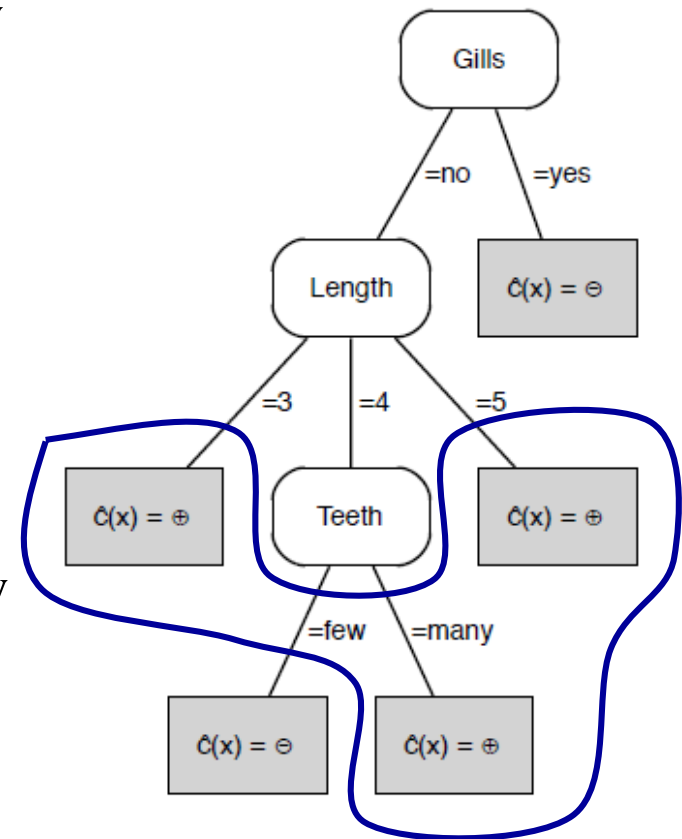 Gills
=no =yes
Length ĉ(x) = ⊖
=3 =4 =5
ĉ(x) = ⊕ Teeth ĉ(x) = ⊕
=few =many
ĉ(x) = ⊖ ĉ(x) = ⊕